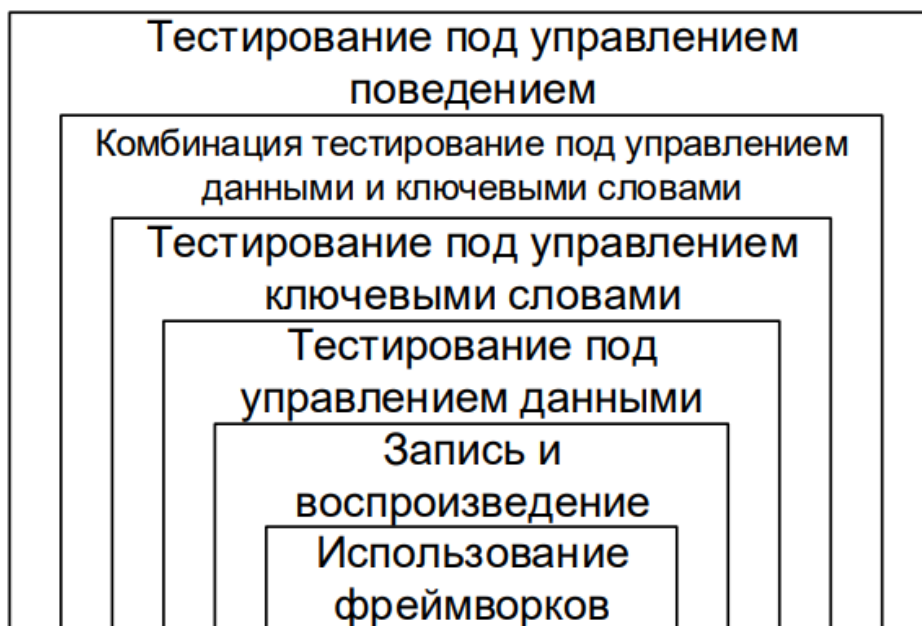 Тестирование под управлением
поведением
Комбинация тестирование под управлением
данными и ключевыми словами
Тестирование под управлением
ключевыми словами
Тестирование под
управлением данными
Запись и
воспроизведение
Использование
фреймворков